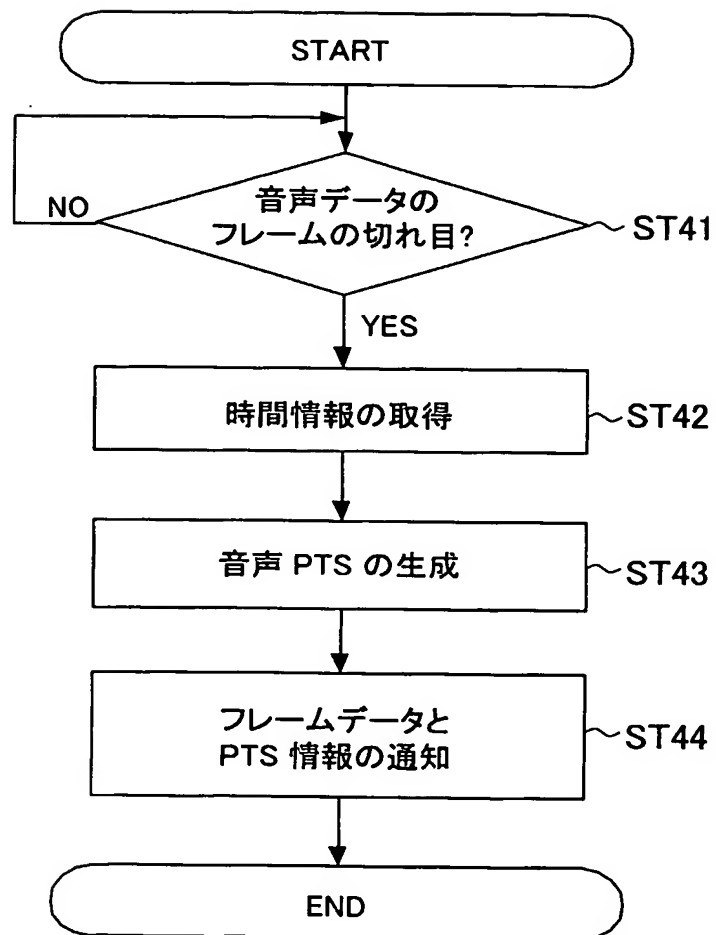 START
音声データの
フレームの切れ目?
NO
ST41
YES
時間情報の取得
ST42
音声 PTS の生成
ST43
フレームデータと
PTS 情報の通知
ST44
END